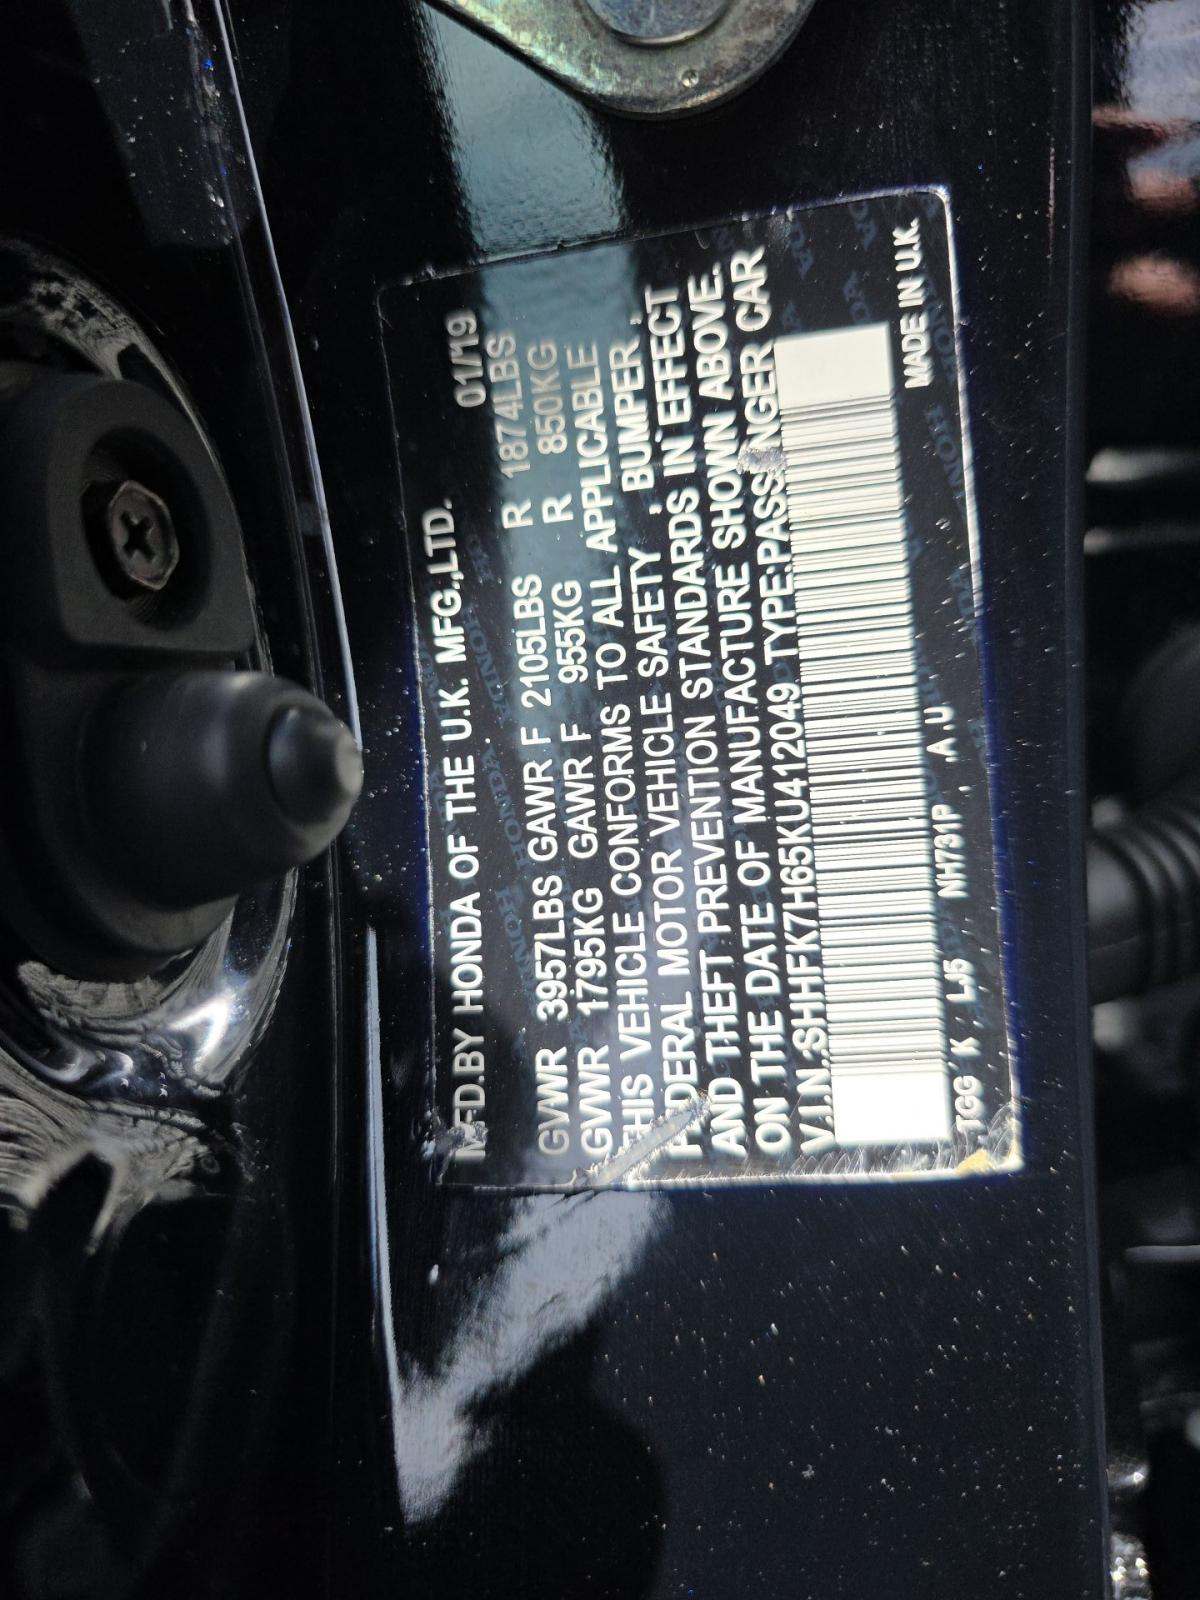 MFD.BY HONDA OF THE U.K. MFG.,LTD. 01/19
GVWR 3957LBS GAWR F 2105LBS R 1874LBS
GVWR 1795KG GAWR F 955KG R 850KG
THIS VEHICLE CONFORMS TO ALL APPLICABLE
FEDERAL MOTOR VEHICLE SAFETY , BUMPER ,
AND THEFT PREVENTION STANDARDS IN EFFECT
ON THE DATE OF MANUFACTURE SHOWN ABOVE.
V.I.N.:SHHFK7H65KU412049 TYPE:PASSENGER CAR
TGG K LJ5 NH731P A.U MADE IN U.K.